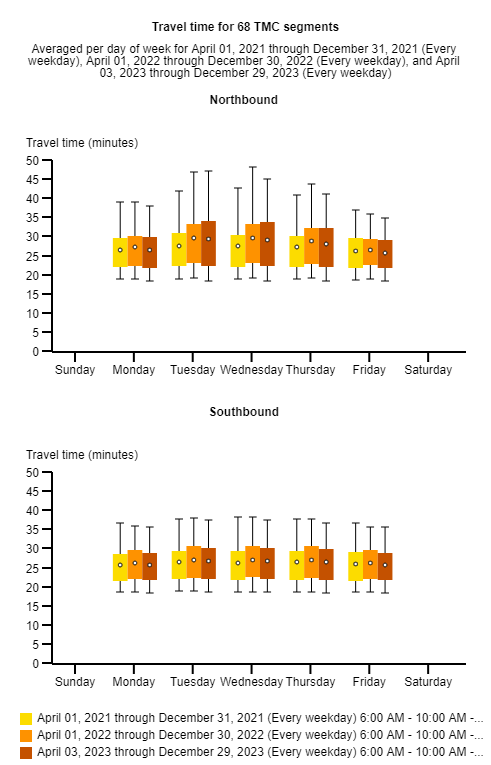 Travel time for 68 TMC segments
Averaged per day of week for April 01, 2021 through December 31, 2021 (Every
weekday), April 01, 2022 through December 30, 2022 (Every weekday), and April
03, 2023 through December 29, 2023 (Every weekday)
Northbound
Travel time (minutes)
50
45
40
35
30
25
20
15
10
5
0
Sunday Monday Tuesday Wednesday Thursday Friday Saturday
Southbound
Travel time (minutes)
50
45
40
35
30
25
20
15
10
5
0
Sunday Monday Tuesday Wednesday Thursday Friday Saturday
April 01, 2021 through December 31, 2021 (Every weekday) 6:00 AM - 10:00 AM -...
April 01, 2022 through December 30, 2022 (Every weekday) 6:00 AM - 10:00 AM -...
April 03, 2023 through December 29, 2023 (Every weekday) 6:00 AM - 10:00 AM -...